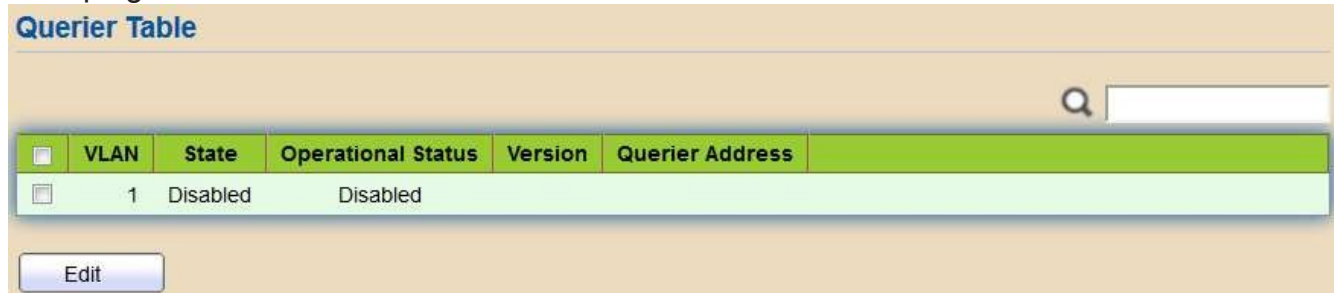 Querier Table
VLAN State Operational Status Version Querier Address
1 Disabled Disabled
Edit